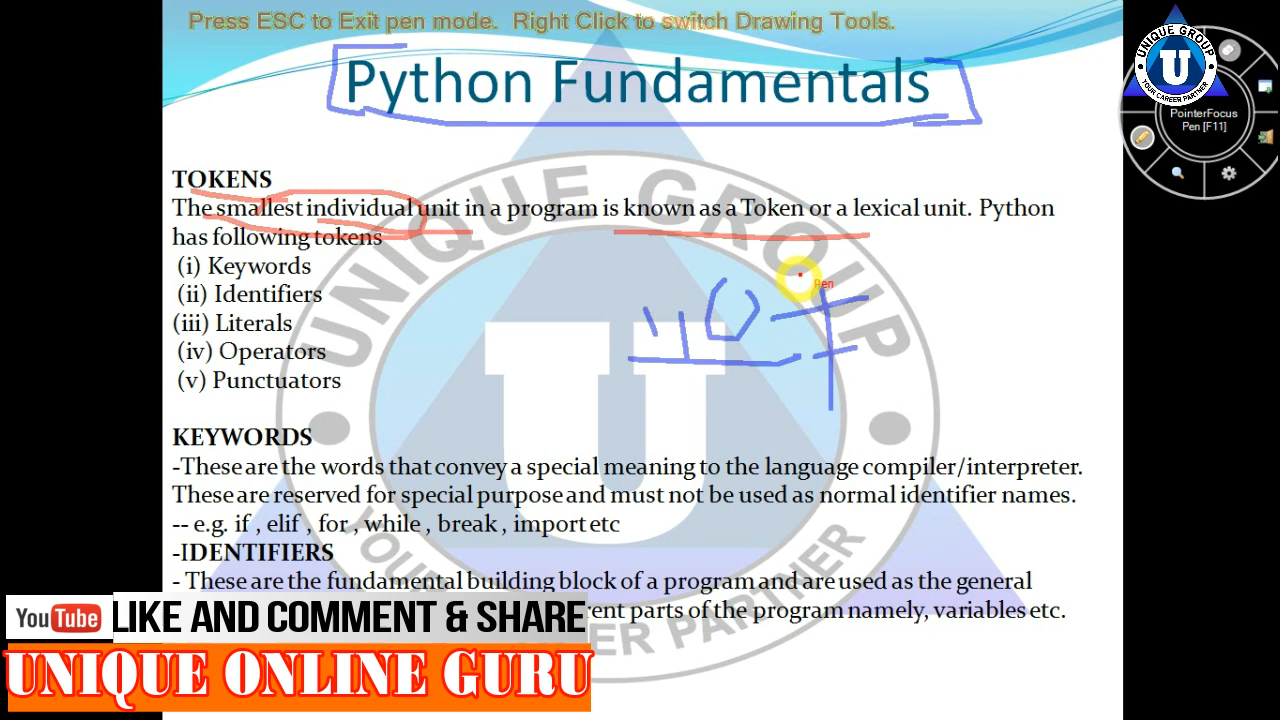 Press ESC to Exit pen mode. Right Click to switch Drawing Tools.
UNIQUE GROUP
U
YOUR CAREER PARTNER
PointerFocus
Pen [F11]
Python Fundamentals
TOKENS
The smallest individual unit in a program is known as a Token or a lexical unit. Python
has following tokens
(i) Keywords
(ii) Identifiers
(iii) Literals
(iv) Operators
(v) Punctuators
Pen
KEYWORDS
-These are the words that convey a special meaning to the language compiler/interpreter.
These are reserved for special purpose and must not be used as normal identifier names.
-- e.g. if , elif , for , while , break , import etc
-IDENTIFIERS
- These are the fundamental building block of a program and are used as the general
rent parts of the program namely, variables etc.
UNIQUE GROUP
U
YOUR CAREER PARTNER
YouTube LIKE AND COMMENT & SHARE
UNIQUE ONLINE GURU